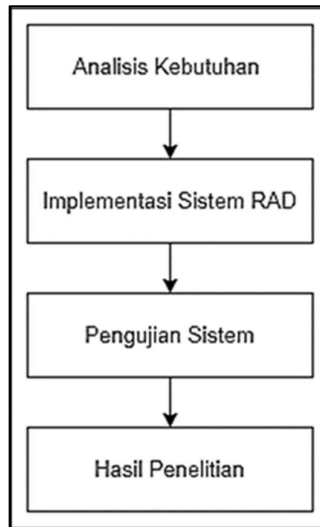 Analisis Kebutuhan
Implementasi Sistem RAD
Pengujian Sistem
Hasil Penelitian